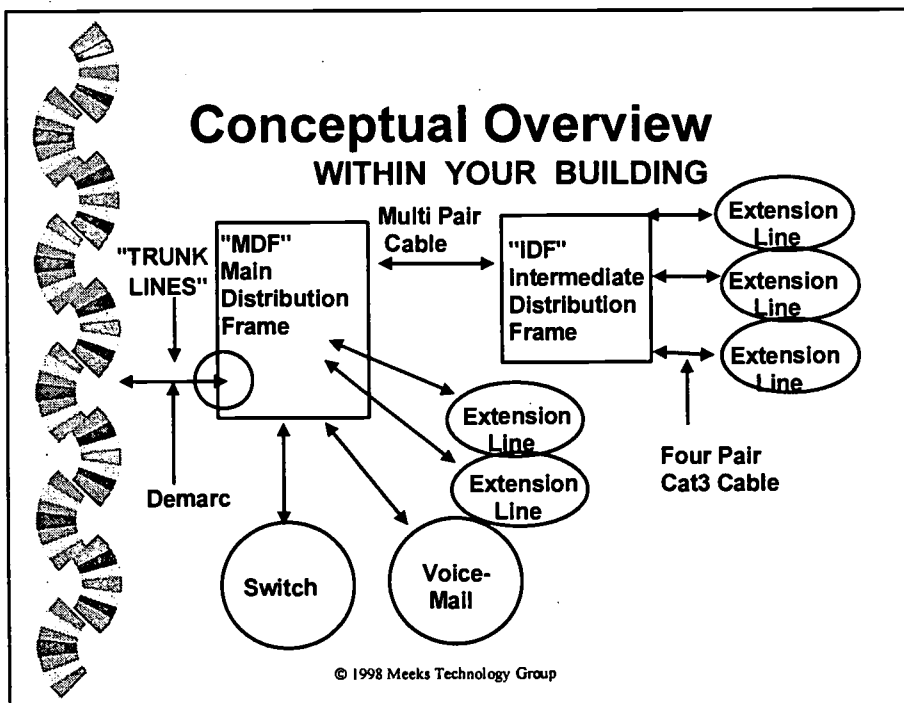 Conceptual Overview
WITHIN YOUR BUILDING
"TRUNK
LINES"
"MDF"
Main
Distribution
Frame
Multi Pair
Cable
"IDF"
Intermediate
Distribution
Frame
Extension
Line
Extension
Line
Extension
Line
Extension
Line
Extension
Line
Four Pair
Cat3 Cable
Demarc
Switch
Voice-
Mail
© 1998 Meeks Technology Group